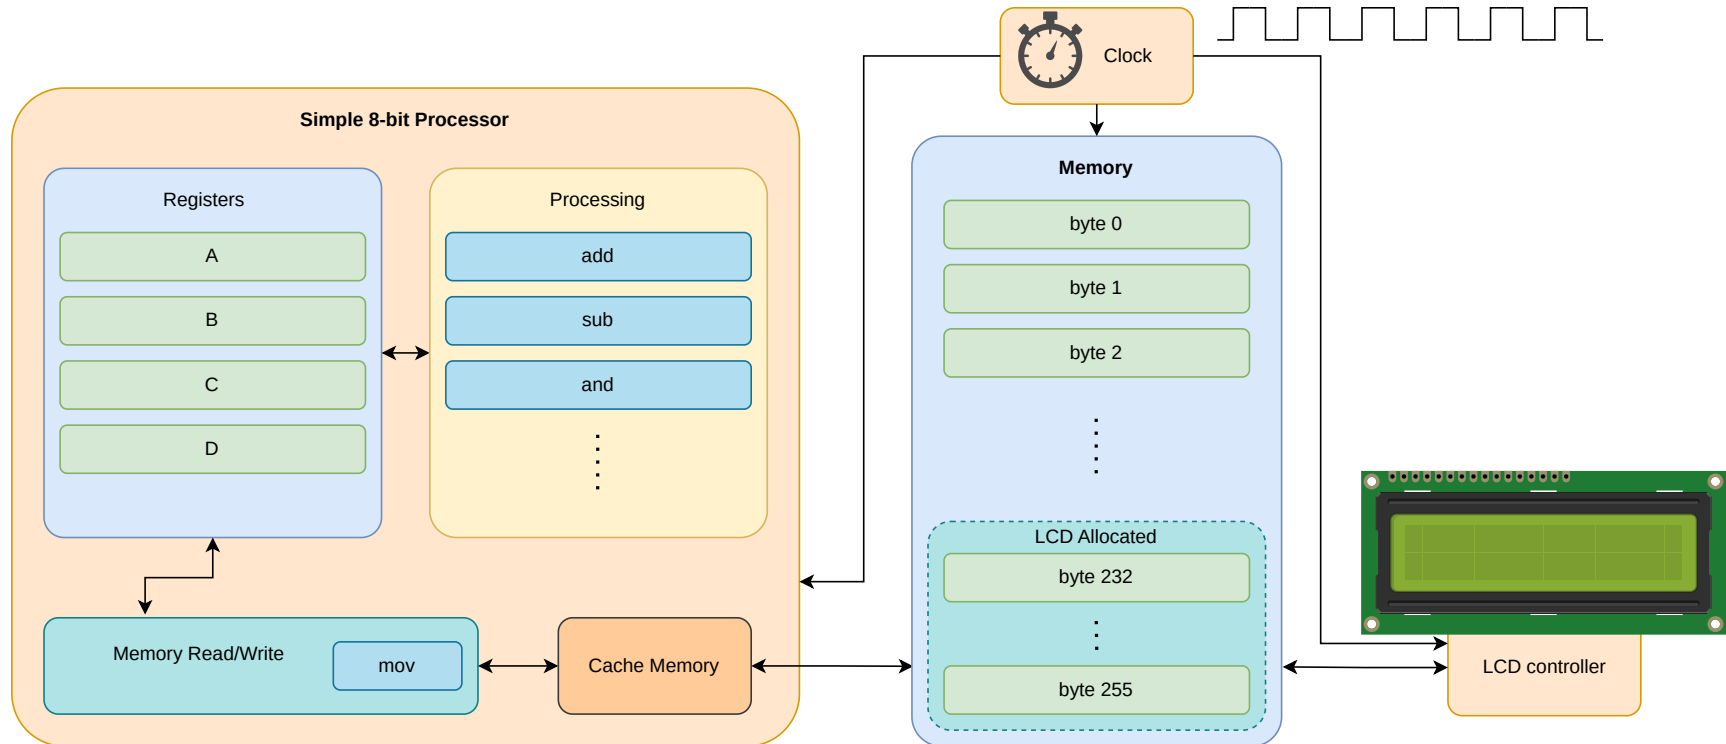 Clock
Simple 8-bit Processor
Registers
A
B
C
D
Processing
add
sub
and
Memory Read/Write
mov
Cache Memory
Memory
byte 0
byte 1
byte 2
LCD Allocated
byte 232
byte 255
LCD controller